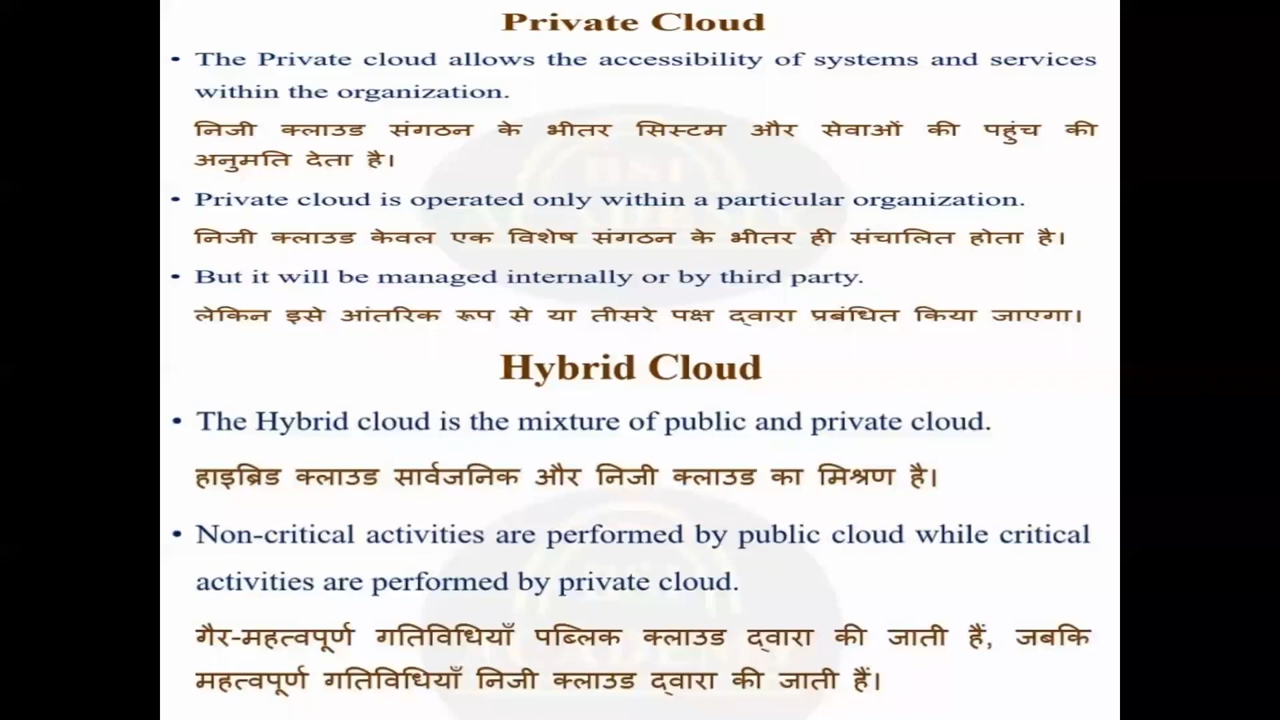 Private Cloud
• The Private cloud allows the accessibility of systems and services
within the organization.
निजी क्लाउड संगठन के भीतर सिस्टम और सेवाओं की पहुंच की
अनुमति देता है।
• Private cloud is operated only within a particular organization.
निजी क्लाउड केवल एक विशेष संगठन के भीतर ही संचालित होता है।
• But it will be managed internally or by third party.
लेकिन इसे आंतरिक रूप से या तीसरे पक्ष द्वारा प्रबंधित किया जाएगा।
Hybrid Cloud
• The Hybrid cloud is the mixture of public and private cloud.
हाइब्रिड क्लाउड सार्वजनिक और निजी क्लाउड का मिश्रण है।
• Non-critical activities are performed by public cloud while critical
activities are performed by private cloud.
गैर-महत्वपूर्ण गतिविधियाँ पब्लिक क्लाउड द्वारा की जाती हैं, जबकि
महत्वपूर्ण गतिविधियाँ निजी क्लाउड द्वारा की जाती हैं।